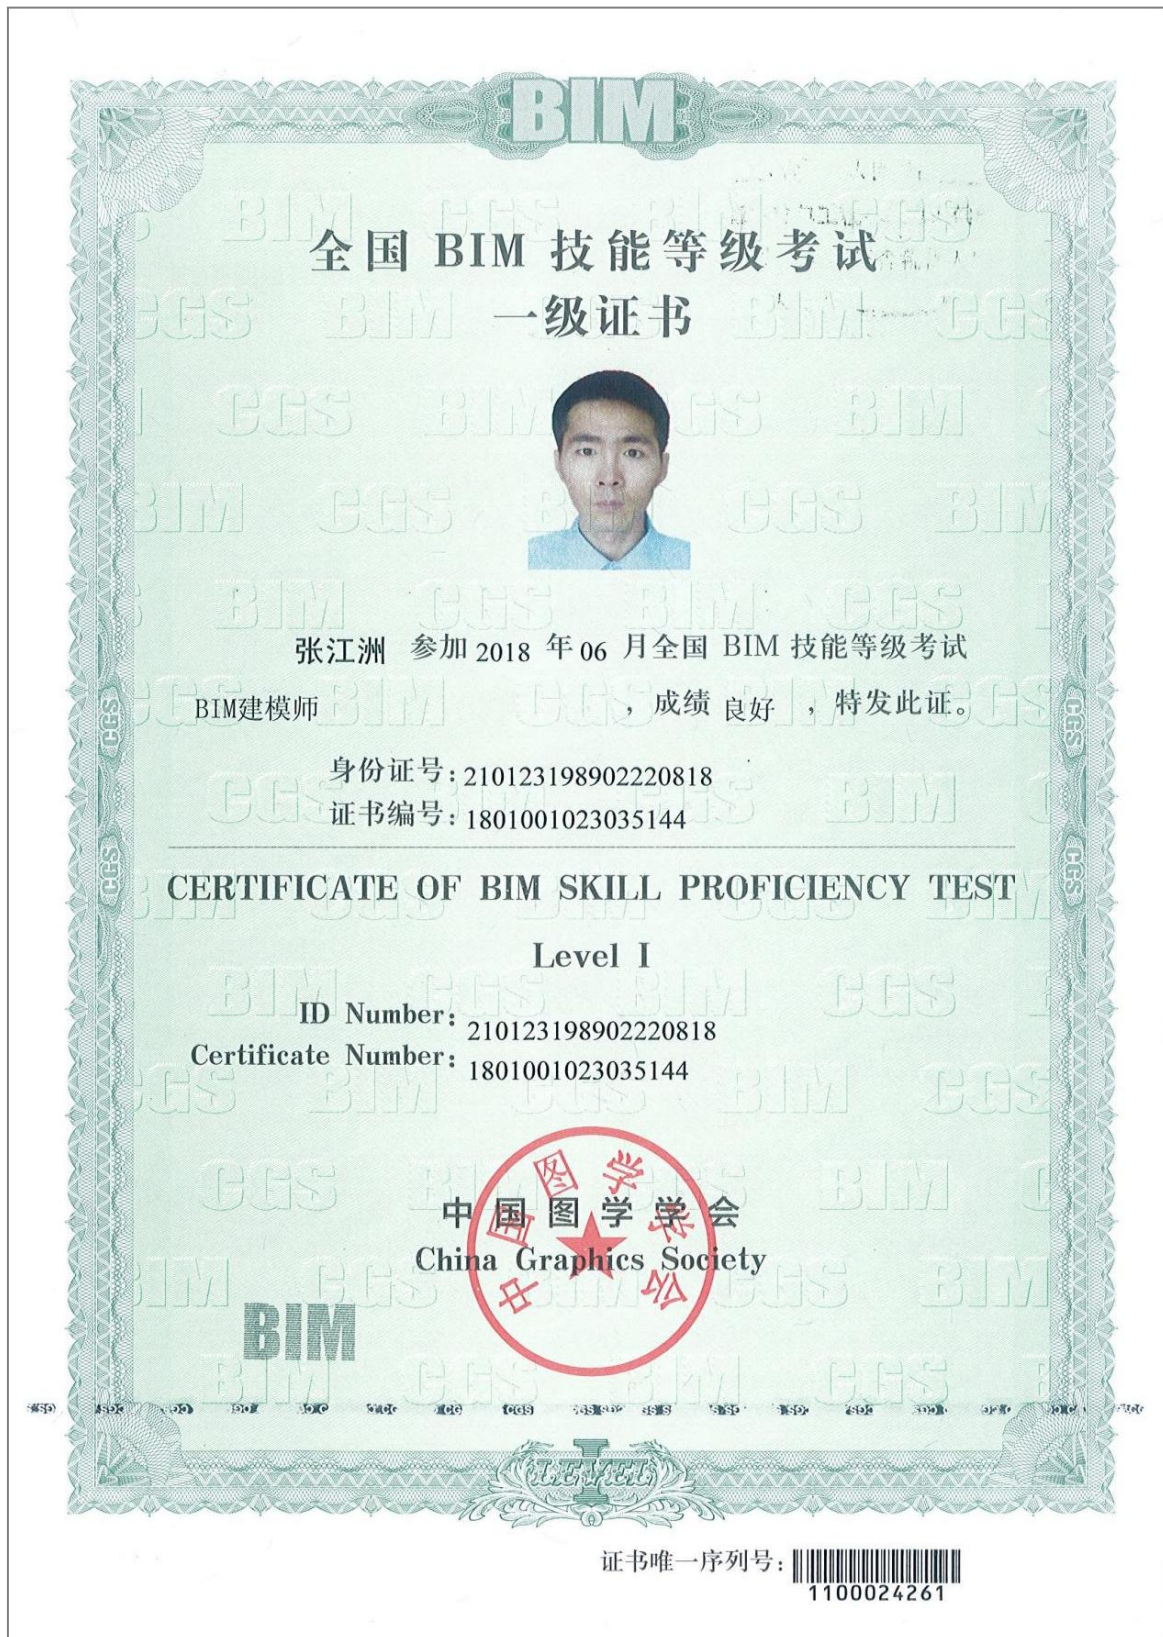 BIM
全国 BIM 技能等级考试
一级证书
张江洲 参加 2018 年 06 月全国 BIM 技能等级考试
BIM建模师 ，成绩 良好 ，特发此证。
身份证号：210123198902220818
证书编号：1801001023035144
CERTIFICATE OF BIM SKILL PROFICIENCY TEST
Level I
ID Number: 210123198902220818
Certificate Number: 1801001023035144
中国图学学会
中国图学学会
China Graphics Society
BIM
LEVEL I
证书唯一序列号：
1100024261